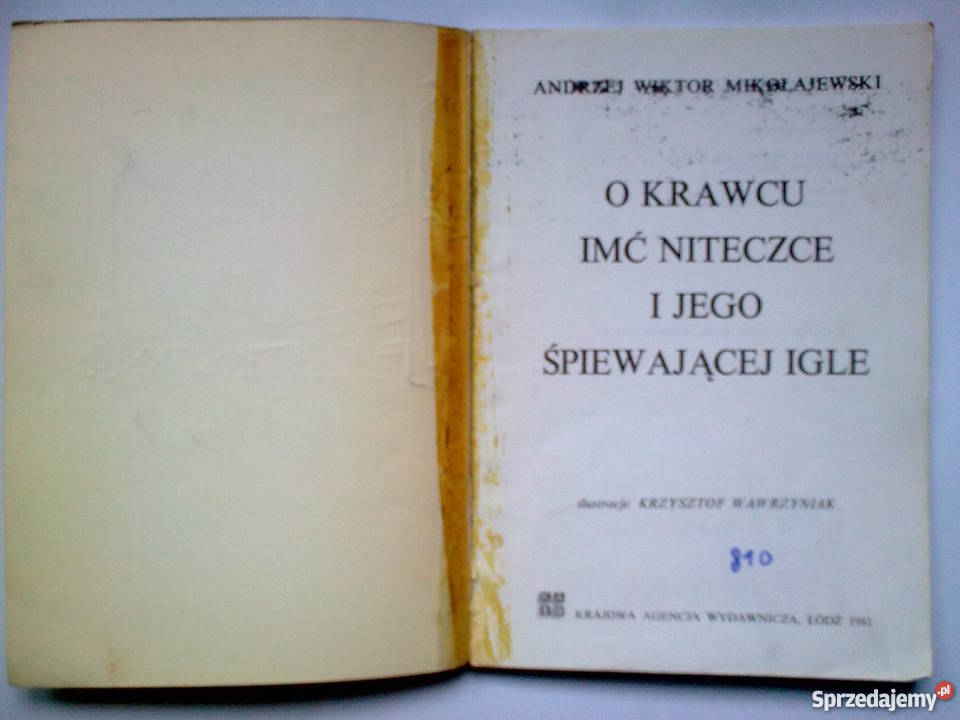 ANDRZEJ WIKTOR MIKOŁAJEWSKI
O KRAWCU
IMĆ NITECZCE
I JEGO
ŚPIEWAJĄCEJ IGLE
ilustracje KRZYSZTOF WAWRZYNIAK
810
KRAJOWA AGENCJA WYDAWNICZA, ŁÓDŹ 1981
Sprzedajemy.pl